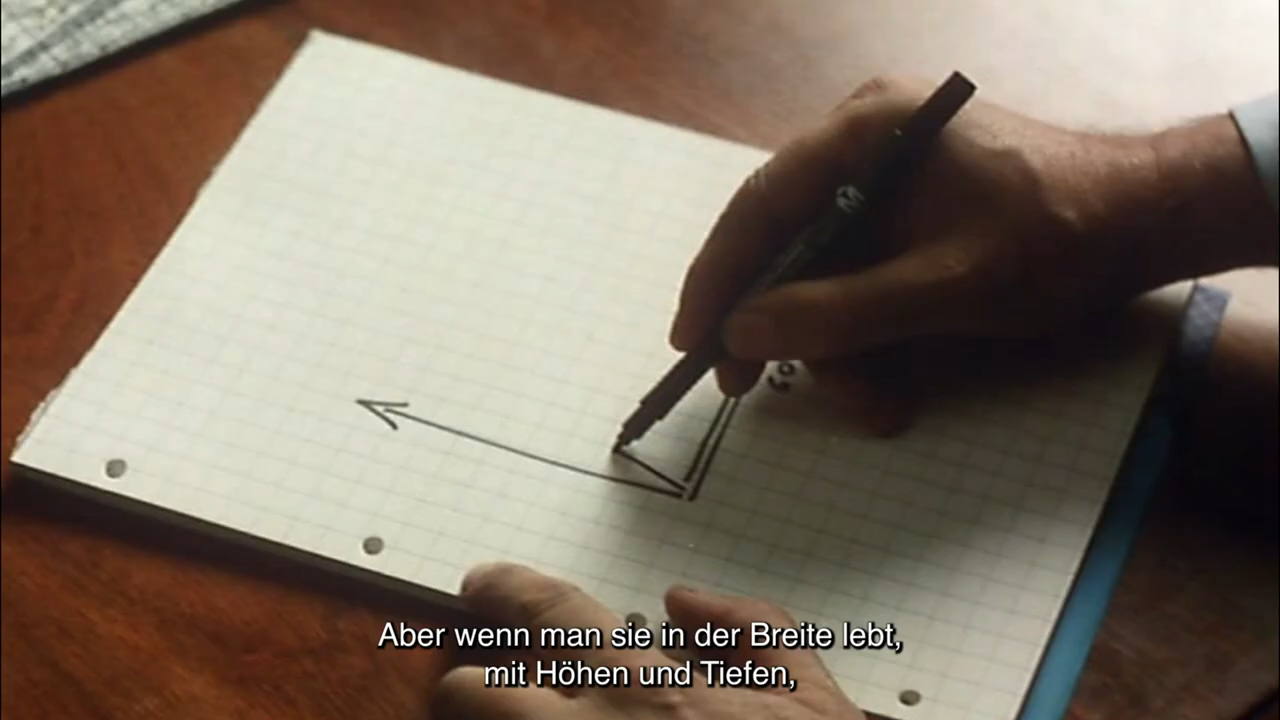 Aber wenn man sie in der Breite lebt,
mit Höhen und Tiefen,